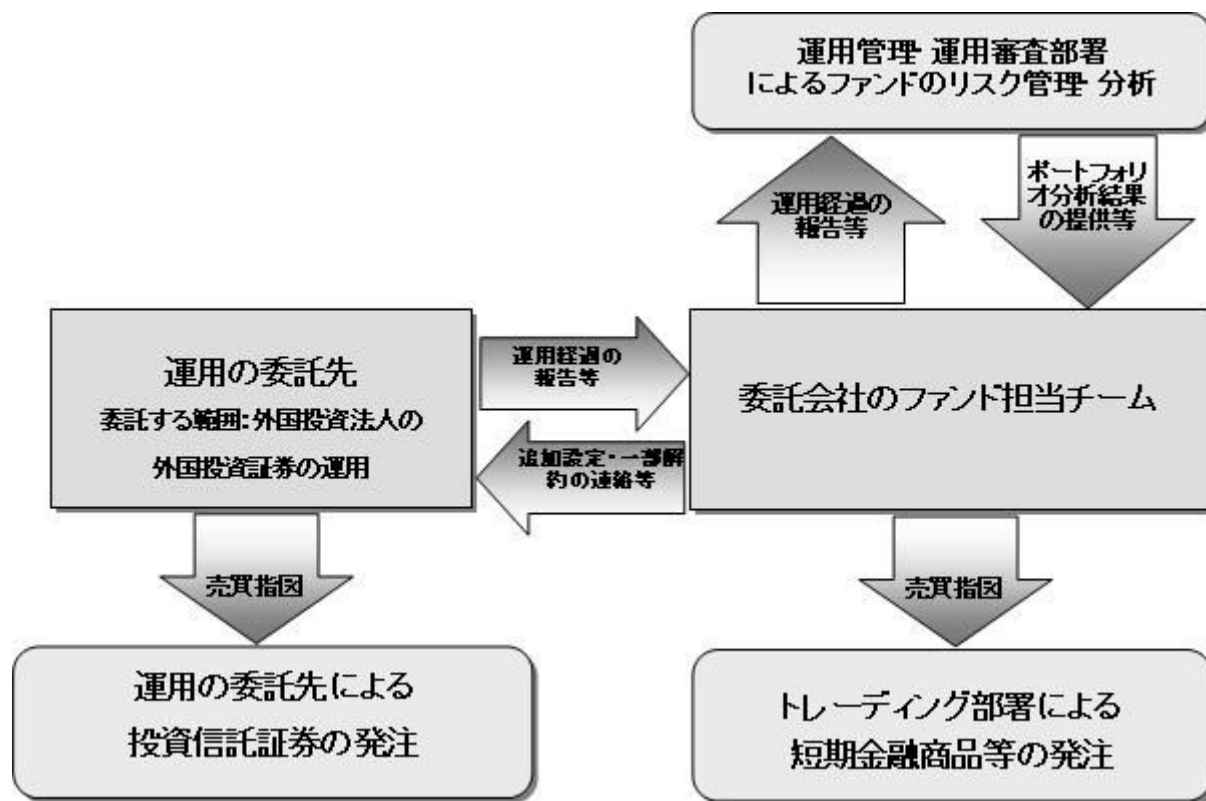 運用管理・運用審査部署
によるファンドのリスク管理・分析
運用経過の
報告等
ポートフォリ
オ分析結果
の提供等
運用の委託先
委託する範囲：外国投資法人の
外国投資証券の運用
運用経過の
報告等
追加設定・一部解
約の連絡等
委託会社のファンド担当チーム
売買指図
売買指図
運用の委託先による
投資信託証券の発注
トレーディング部署による
短期金融商品等の発注